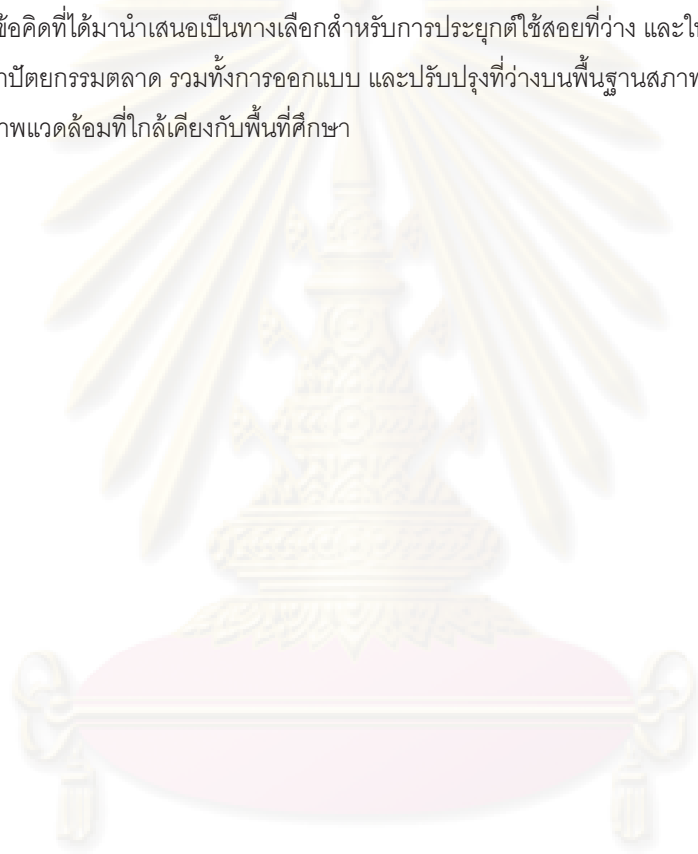 ข้อคิดที่ได้มานำเสนอเป็นทางเลือกสำหรับการประยุกต์ใช้สอยที่ว่าง และ
ปัตยกรรมตลาด รวมทั้งการออกแบบ และปรับปรุงที่ว่างบนพื้นฐานสภาพ
าพแวดล้อมที่ใกล้เคียงกับพื้นที่ศึกษา